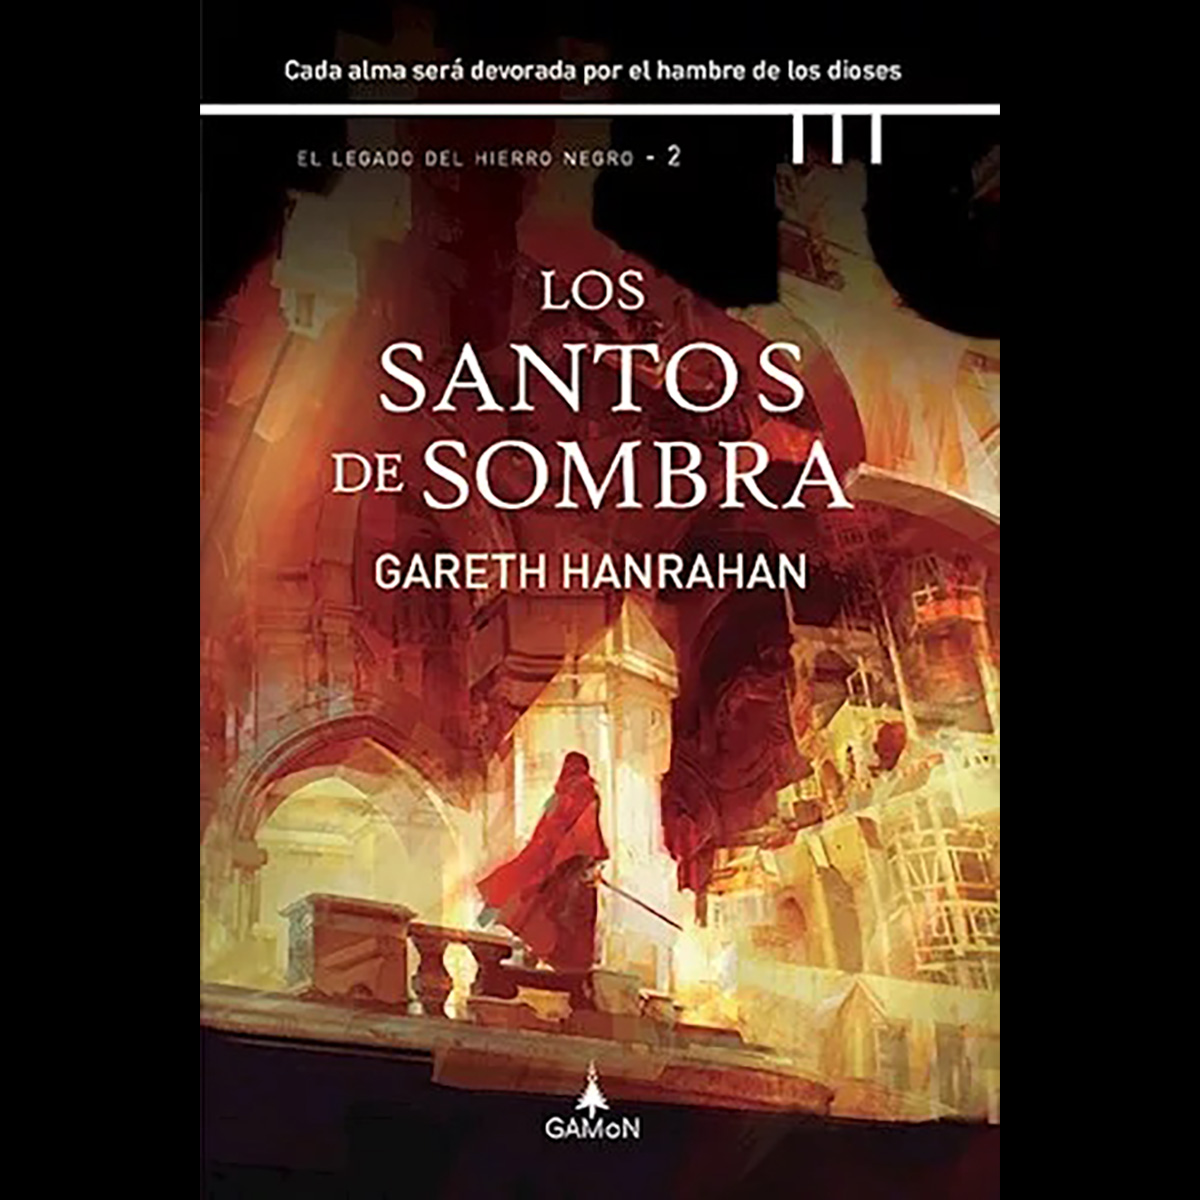 Cada alma será devorada por el hambre de los dioses
EL LEGADO DEL HIERRO NEGRO - 2
LOS
SANTOS
DE SOMBRA
GARETH HANRAHAN
GAMoN